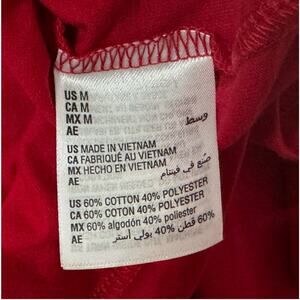 US M
CA M
MX M
AE وسط
US MADE IN VIETNAM
CA FABRIQUÉ AU VIETNAM
MX HECHO EN VIETNAM
AE صنع في فيتنام
US 60% COTTON 40% POLYESTER
CA 60% COTON 40% POLYESTER
MX 60% algodón 40% poliester
AE 60% قطن 40% بولي أستر